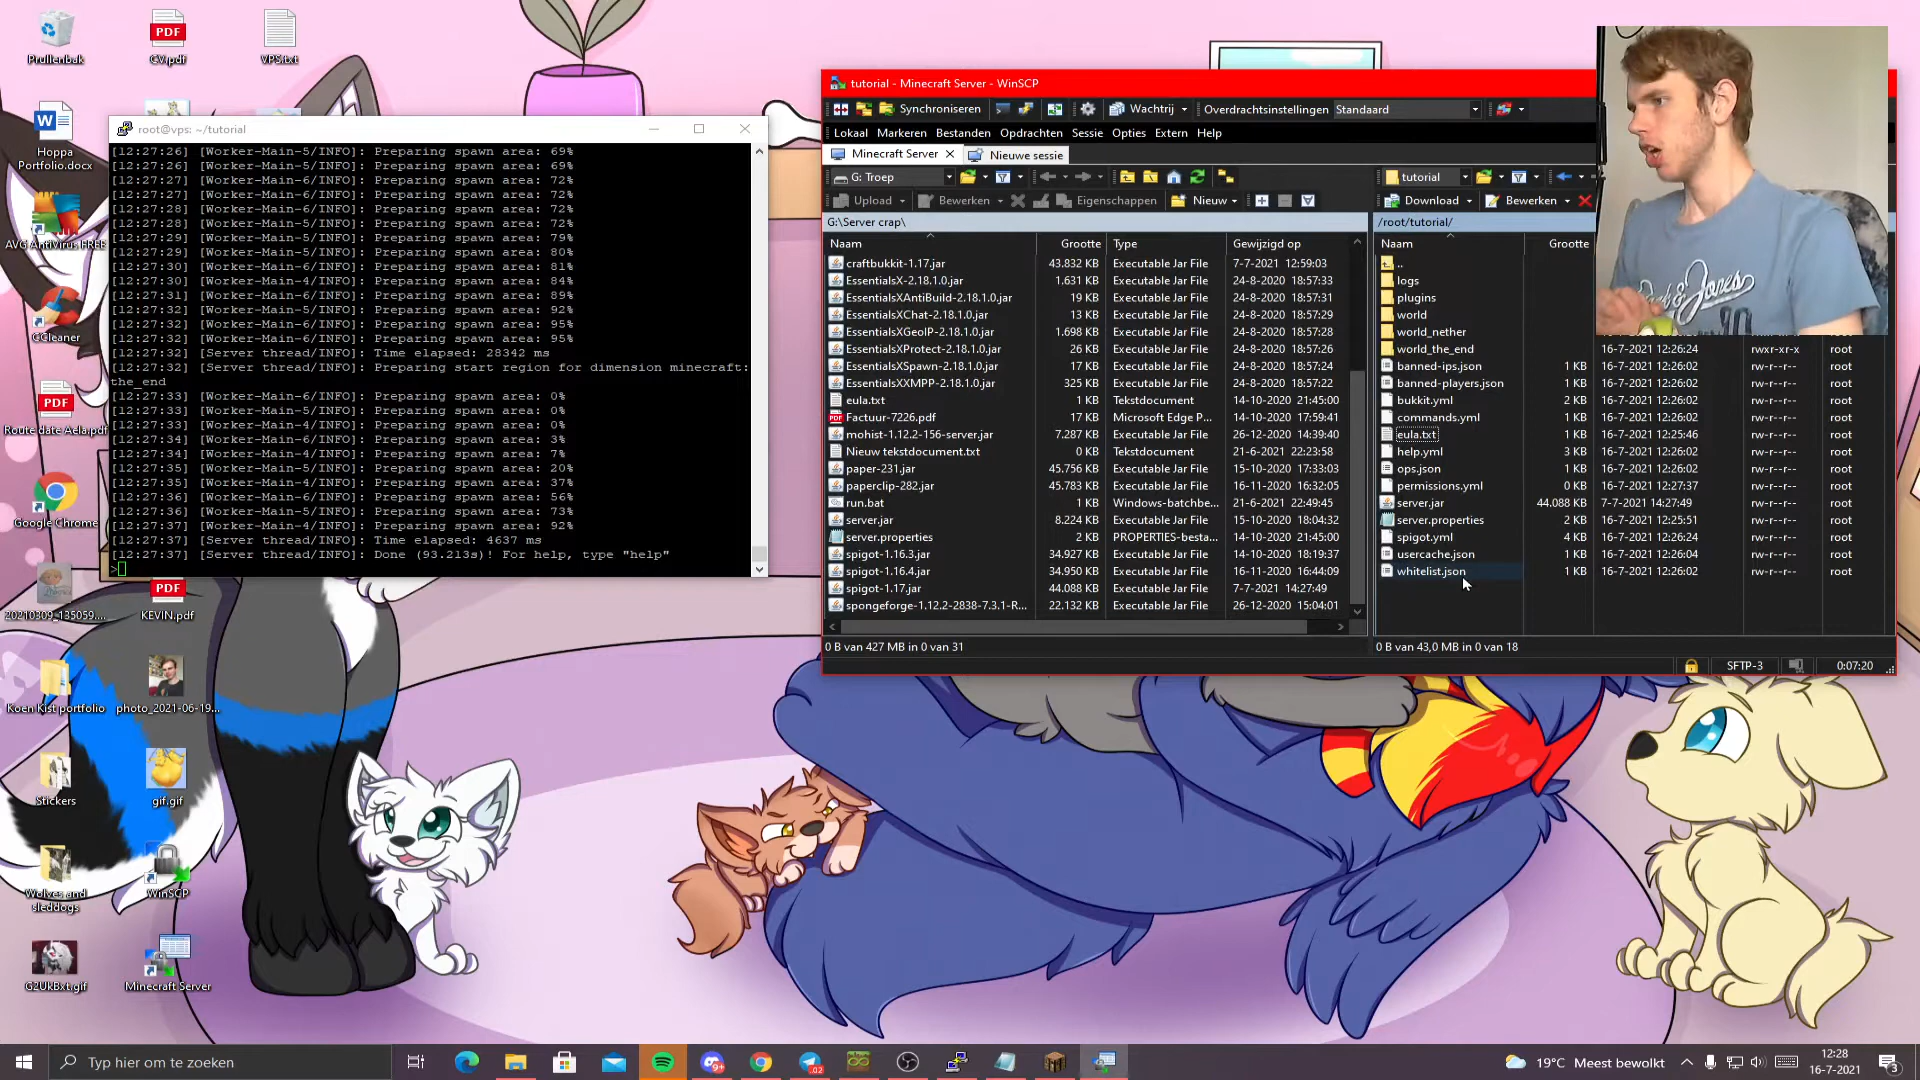 Prullenbak
CV.pdf
VPS.txt
Hoppa
Portfolio.docx
AVG AntiVirus FREE
CCleaner
Route date Aela.pdf
Google Chrome
20210309_135059....
KEVIN.pdf
Koen Kist portfolio
photo_2021-06-19...
Stickers
gif.gif
Wolves and
sleddogs
WinSCP
G2UkBxt.gif
Minecraft Server
root@vps: ~/tutorial
[12:27:26] [Worker-Main-5/INFO]: Preparing spawn area: 69%
[12:27:26] [Worker-Main-5/INFO]: Preparing spawn area: 69%
[12:27:27] [Worker-Main-6/INFO]: Preparing spawn area: 72%
[12:27:27] [Worker-Main-5/INFO]: Preparing spawn area: 72%
[12:27:28] [Worker-Main-6/INFO]: Preparing spawn area: 72%
[12:27:28] [Worker-Main-5/INFO]: Preparing spawn area: 72%
[12:27:29] [Worker-Main-5/INFO]: Preparing spawn area: 79%
[12:27:29] [Worker-Main-5/INFO]: Preparing spawn area: 80%
[12:27:30] [Worker-Main-6/INFO]: Preparing spawn area: 81%
[12:27:30] [Worker-Main-4/INFO]: Preparing spawn area: 84%
[12:27:31] [Worker-Main-6/INFO]: Preparing spawn area: 89%
[12:27:32] [Worker-Main-5/INFO]: Preparing spawn area: 92%
[12:27:32] [Worker-Main-6/INFO]: Preparing spawn area: 95%
[12:27:32] [Worker-Main-6/INFO]: Preparing spawn area: 95%
[12:27:32] [Server thread/INFO]: Time elapsed: 28342 ms
[12:27:32] [Server thread/INFO]: Preparing start region for dimension minecraft:
the_end
[12:27:33] [Worker-Main-6/INFO]: Preparing spawn area: 0%
[12:27:33] [Worker-Main-5/INFO]: Preparing spawn area: 0%
[12:27:33] [Worker-Main-4/INFO]: Preparing spawn area: 0%
[12:27:34] [Worker-Main-6/INFO]: Preparing spawn area: 3%
[12:27:34] [Worker-Main-4/INFO]: Preparing spawn area: 7%
[12:27:35] [Worker-Main-5/INFO]: Preparing spawn area: 20%
[12:27:35] [Worker-Main-4/INFO]: Preparing spawn area: 37%
[12:27:36] [Worker-Main-6/INFO]: Preparing spawn area: 56%
[12:27:36] [Worker-Main-5/INFO]: Preparing spawn area: 73%
[12:27:37] [Worker-Main-4/INFO]: Preparing spawn area: 92%
[12:27:37] [Server thread/INFO]: Time elapsed: 4637 ms
[12:27:37] [Server thread/INFO]: Done (93.213s)! For help, type "help"
>
tutorial - Minecraft Server - WinSCP
Synchroniseren Wachtrij Overdrachtsinstellingen Standaard
Lokaal Markeren Bestanden Opdrachten Sessie Opties Extern Help
Minecraft Server Nieuwe sessie
G: Troep
Upload Bewerken Eigenschappen Nieuw
G:\Server crap\
Naam Grootte Type Gewijzigd op
craftbukkit-1.17.jar 43.832 KB Executable Jar File 7-7-2021 12:59:03
EssentialsX-2.18.1.0.jar 1.631 KB Executable Jar File 24-8-2020 18:57:33
EssentialsXAntiBuild-2.18.1.0.jar 19 KB Executable Jar File 24-8-2020 18:57:31
EssentialsXChat-2.18.1.0.jar 13 KB Executable Jar File 24-8-2020 18:57:29
EssentialsXGeoIP-2.18.1.0.jar 1.698 KB Executable Jar File 24-8-2020 18:57:28
EssentialsXProtect-2.18.1.0.jar 26 KB Executable Jar File 24-8-2020 18:57:26
EssentialsXSpawn-2.18.1.0.jar 17 KB Executable Jar File 24-8-2020 18:57:24
EssentialsXXMPP-2.18.1.0.jar 325 KB Executable Jar File 24-8-2020 18:57:22
eula.txt 1 KB Tekstdocument 14-10-2020 21:45:00
Factuur-7226.pdf 17 KB Microsoft Edge P... 14-10-2020 17:59:41
mohist-1.12.2-156-server.jar 7.287 KB Executable Jar File 26-12-2020 14:39:40
Nieuw tekstdocument.txt 0 KB Tekstdocument 21-6-2021 22:23:58
paper-231.jar 45.756 KB Executable Jar File 15-10-2020 17:33:03
paperclip-282.jar 45.783 KB Executable Jar File 16-11-2020 16:32:05
run.bat 1 KB Windows-batchbe... 21-6-2021 22:49:45
server.jar 8.224 KB Executable Jar File 15-10-2020 18:04:32
server.properties 2 KB PROPERTIES-besta... 14-10-2020 21:45:00
spigot-1.16.3.jar 34.927 KB Executable Jar File 14-10-2020 18:19:37
spigot-1.16.4.jar 34.950 KB Executable Jar File 16-11-2020 16:44:09
spigot-1.17.jar 44.088 KB Executable Jar File 7-7-2021 14:27:49
spongeforge-1.12.2-2838-7.3.1-R... 22.132 KB Executable Jar File 26-12-2020 15:04:01
0 B van 427 MB in 0 van 31
tutorial
Download Bewerken
/root/tutorial/
Naam Grootte
..
logs
plugins
world
world_nether
world_the_end 16-7-2021 12:26:24 rwxr-xr-x root
banned-ips.json 1 KB 16-7-2021 12:26:02 rw-r--r-- root
banned-players.json 1 KB 16-7-2021 12:26:02 rw-r--r-- root
bukkit.yml 2 KB 16-7-2021 12:26:02 rw-r--r-- root
commands.yml 1 KB 16-7-2021 12:26:02 rw-r--r-- root
eula.txt 1 KB 16-7-2021 12:25:46 rw-r--r-- root
help.yml 3 KB 16-7-2021 12:26:02 rw-r--r-- root
ops.json 1 KB 16-7-2021 12:26:02 rw-r--r-- root
permissions.yml 0 KB 16-7-2021 12:27:37 rw-r--r-- root
server.jar 44.088 KB 7-7-2021 14:27:49 rw-r--r-- root
server.properties 2 KB 16-7-2021 12:25:51 rw-r--r-- root
spigot.yml 4 KB 16-7-2021 12:26:02 rw-r--r-- root
usercache.json 1 KB 16-7-2021 12:26:04 rw-r--r-- root
whitelist.json 1 KB 16-7-2021 12:26:02 rw-r--r-- root
0 B van 43,0 MB in 0 van 18
SFTP-3 0:07:20
Typ hier om te zoeken
19°C Meest bewolkt
12:28
16-7-2021
3